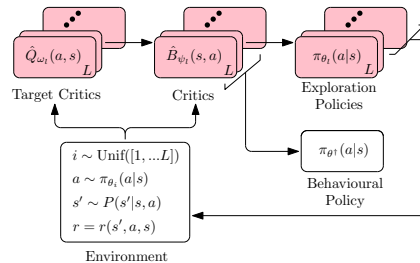 Q̂_{ω_l}(a, s)
L
Target Critics
B̂_{ψ_l}(s, a)
L
Critics
π_{θ_l}(a|s)
L
Exploration
Policies
i ∼ Unif([1, ...L])
a ∼ π_{θ_i}(a|s)
s′ ∼ P(s′|s, a)
r = r(s′, a, s)
Environment
π_{θ†}(a|s)
Behavioural
Policy